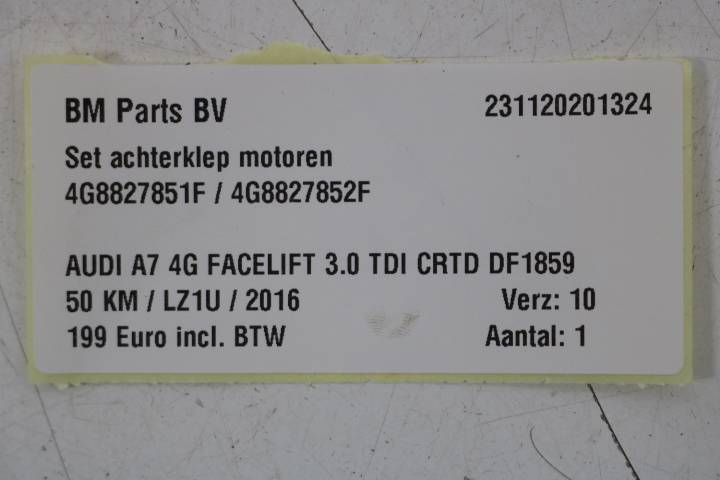 BM Parts BV 231120201324
Set achterklep motoren
4G8827851F / 4G8827852F
AUDI A7 4G FACELIFT 3.0 TDI CRTD DF1859
50 KM / LZ1U / 2016 Verz: 10
199 Euro incl. BTW Aantal: 1